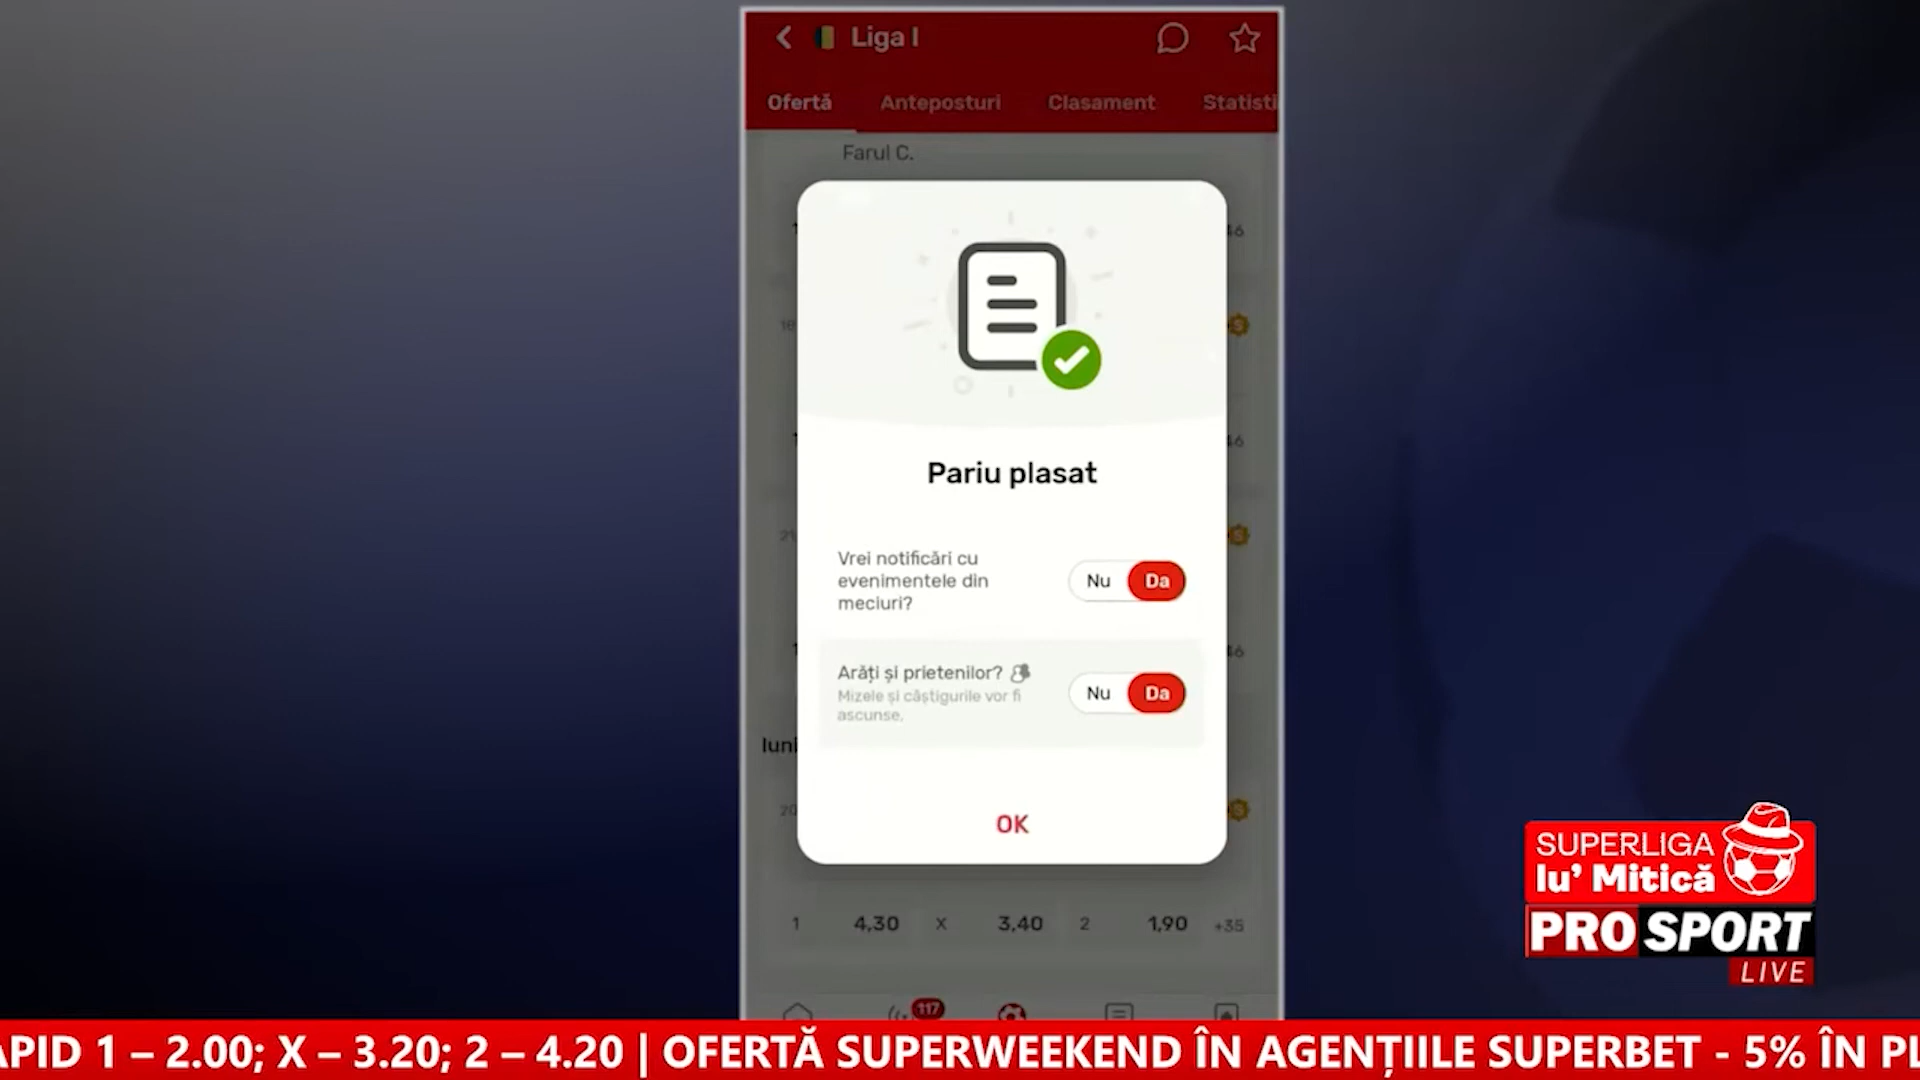 Liga I
Ofertă Anteposturi Clasament Statisti
Farul C.
Pariu plasat
Vrei notificări cu
evenimentele din
meciuri?
Nu Da
Arăți și prietenilor?
Mizele și câștigurile vor fi
ascunse.
Nu Da
luni
OK
1 4,30 X 3,40 2 1,90 +35
117
SUPERLIGA
lu' Mitică
PRO SPORT
LIVE
APID 1 – 2.00; X – 3.20; 2 – 4.20 | OFERTĂ SUPERWEEKEND ÎN AGENȚIILE SUPERBET - 5% ÎN PL